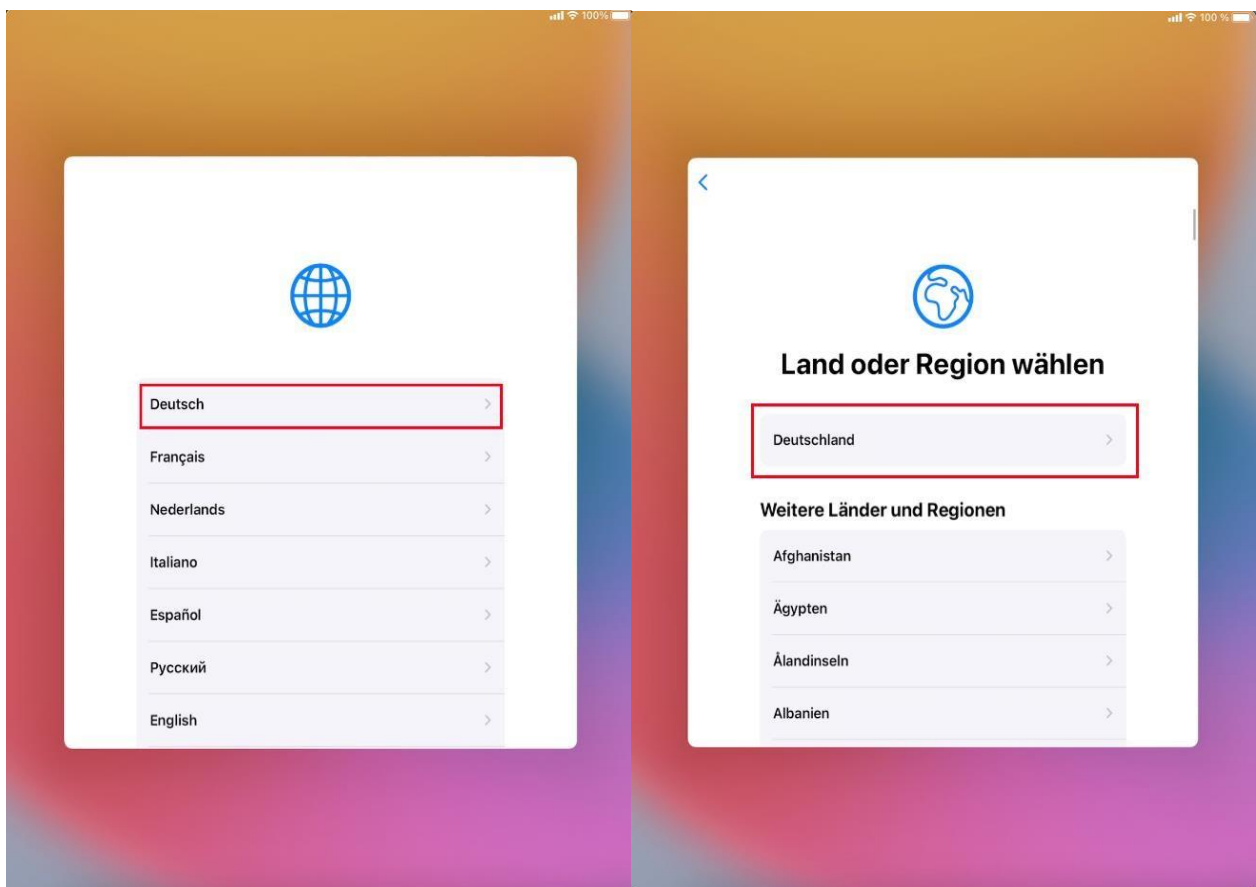 100%
Deutsch
Français
Nederlands
Italiano
Español
Русский
English
100 %
Land oder Region wählen
Deutschland
Weitere Länder und Regionen
Afghanistan
Ägypten
Ålandinseln
Albanien